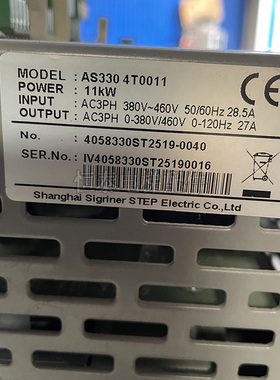 MODEL : AS330 4T0011
POWER : 11kW
INPUT : AC3PH 380V~460V 50/60Hz 28.5A
OUTPUT : AC3PH 0-380V/460V 0-120Hz 27A
No. : 4058330ST2519-0040
SER.No. : IV4058330ST25190016
Shanghai Sigriner STEP Electric Co.,Ltd